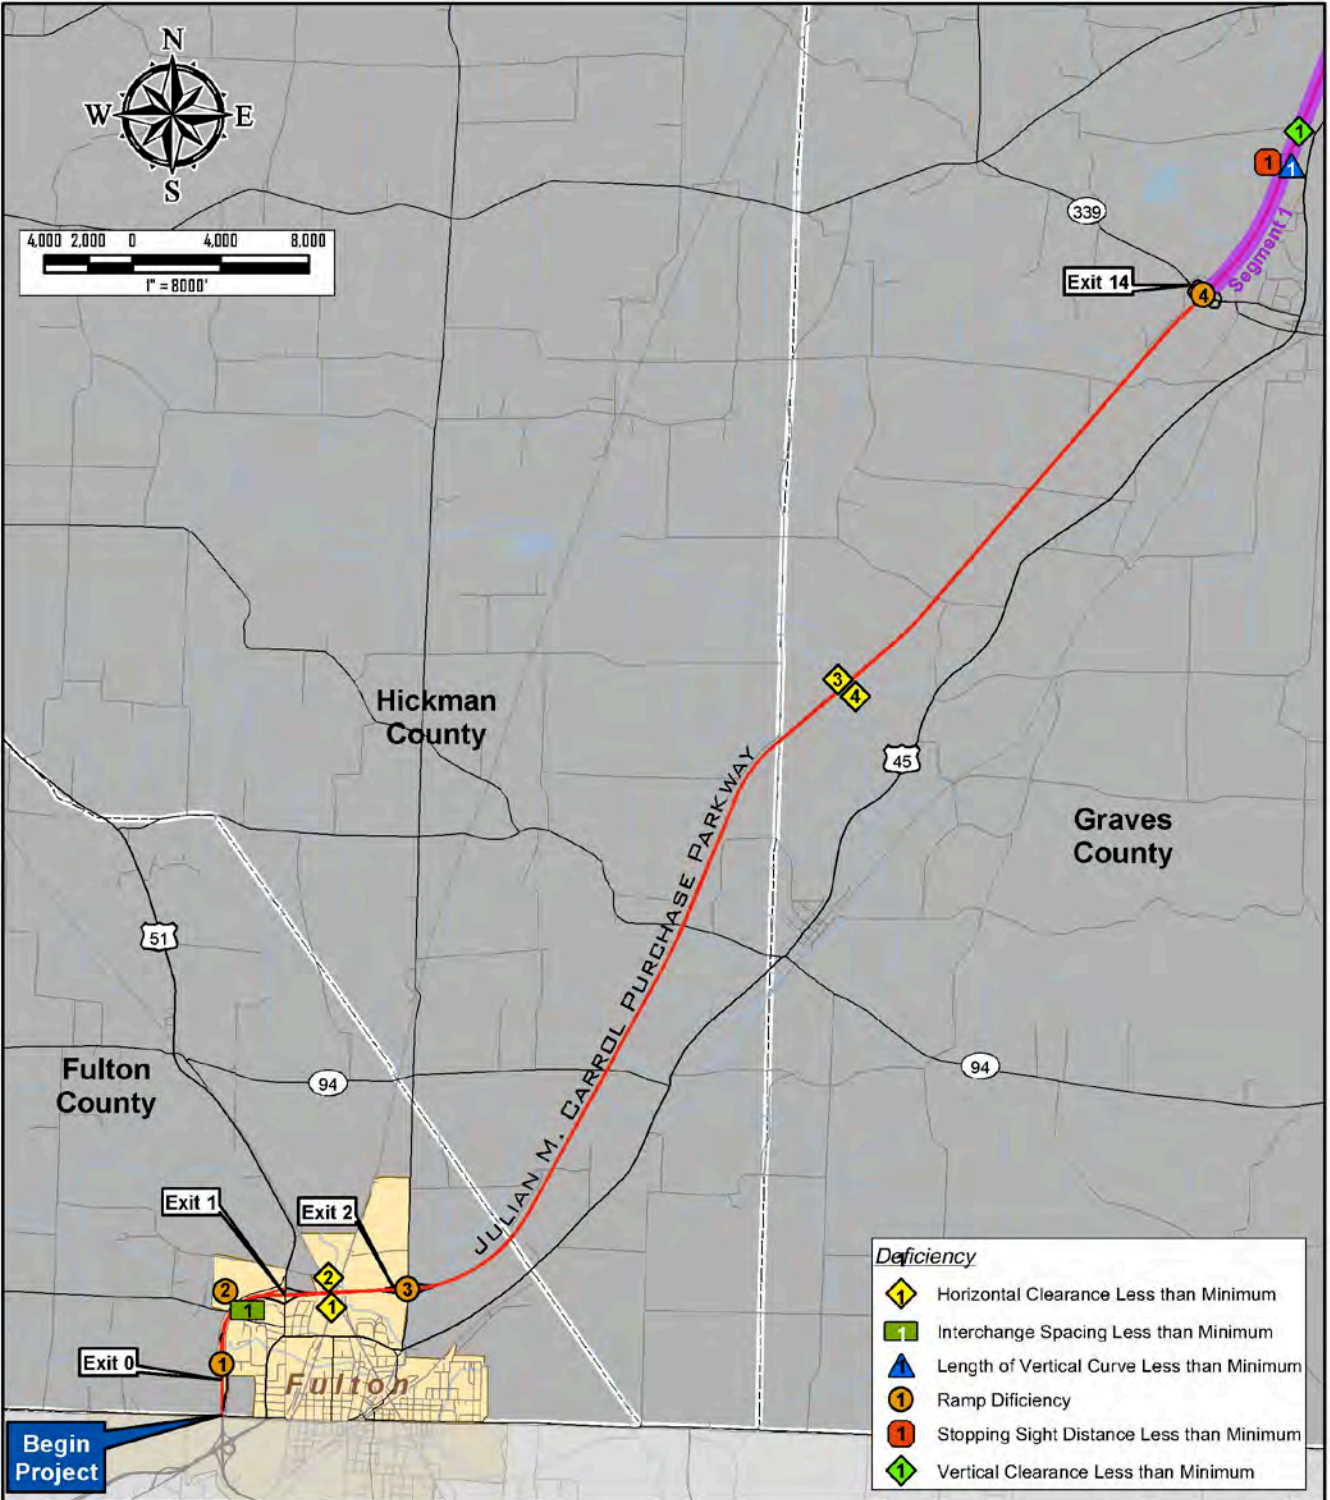 N
W E
S
4,000 2,000 0 4,000 8,000
1" = 8000'
1
1 1
339
Segment 1
Exit 14
4
3
4
Hickman
County
45
JULIAN M. CARROL PURCHASE PARKWAY
Graves
County
51
94
94
Fulton
County
Exit 1
Exit 2
2
2
3
1
1
Exit 0
1
Fulton
Begin
Project
Deficiency
1 Horizontal Clearance Less than Minimum
1 Interchange Spacing Less than Minimum
1 Length of Vertical Curve Less than Minimum
1 Ramp Dificiency
1 Stopping Sight Distance Less than Minimum
1 Vertical Clearance Less than Minimum